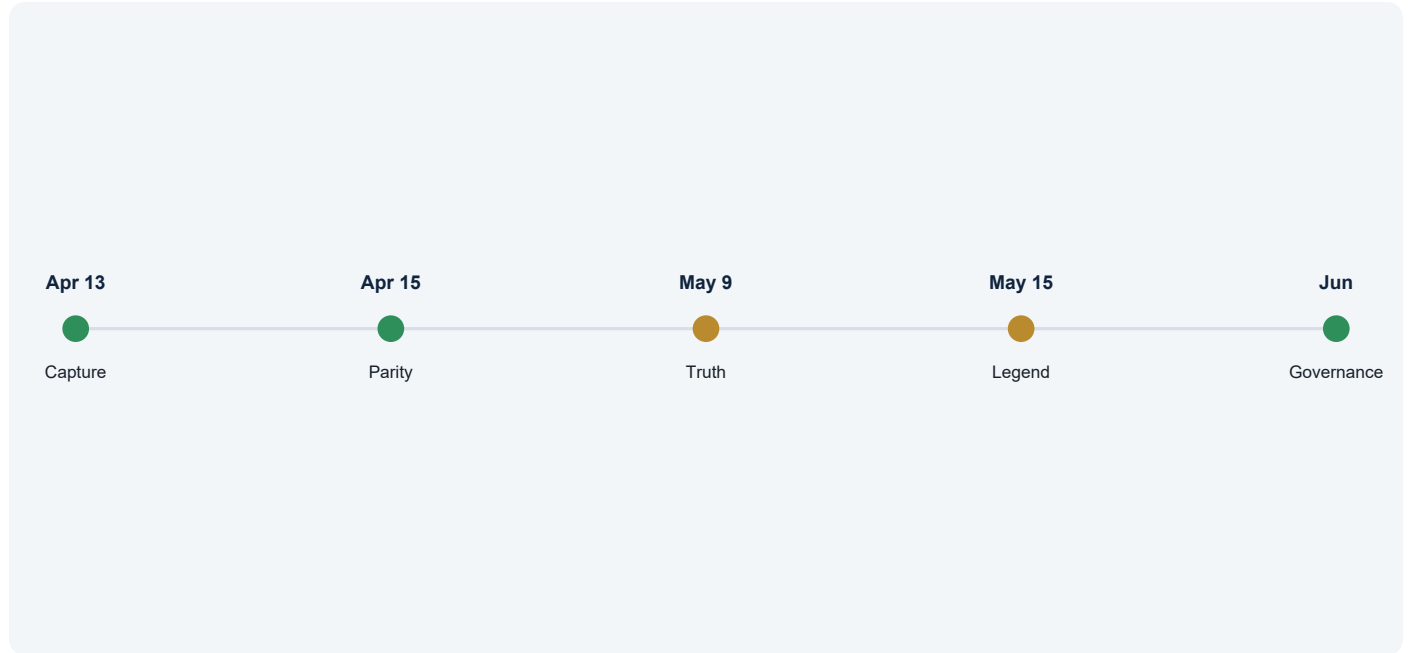 Apr 13
Apr 15
May 9
May 15
Jun
Capture
Parity
Truth
Legend
Governance